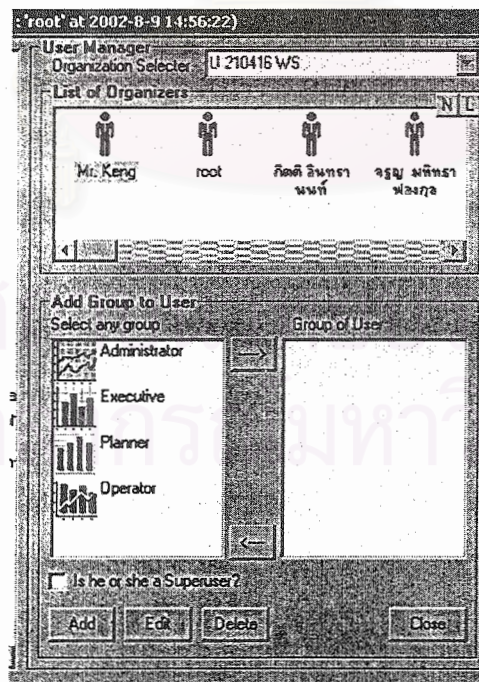 : 'root' at 2002-8-9 14:56:22)
User Manager
Organization Selecter U 210416 WS
List of Organizers
N L
Mr. Keng root กิตติ อินทรานนท์ จรูญ มหิทธาฟองกุล
Add Group to User
Select any group Group of User
Administrator
-->
Executive
Planner
Operator
<--
Is he or she a Superuser?
Add Edit Delete Close